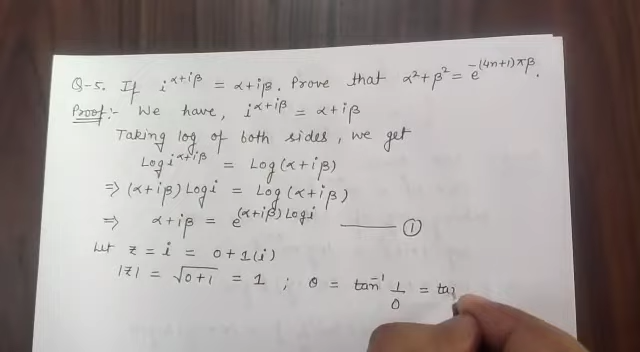 Q-5. If i^(α+iβ) = α+iβ. Prove that α²+β² = e^(-(4n+1)πβ).
Proof:- We have, i^(α+iβ) = α+iβ
Taking log of both sides, we get
Log i^(α+iβ) = Log(α+iβ)
⇒ (α+iβ) Log i = Log(α+iβ)
⇒ α+iβ = e^((α+iβ) Log i) —— ①
Let z = i = 0+1(i)
|z| = √(0+1) = 1 ; θ = tan⁻¹ 1/0 = tai